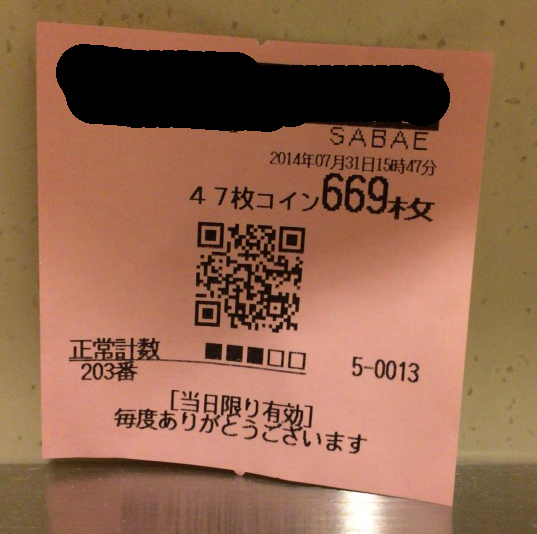 SABAE
2014年07月31日15時47分
47枚コイン669枚
正常計数 ■■■□□ 5-0013
203番
[当日限り有効]
毎度ありがとうございます